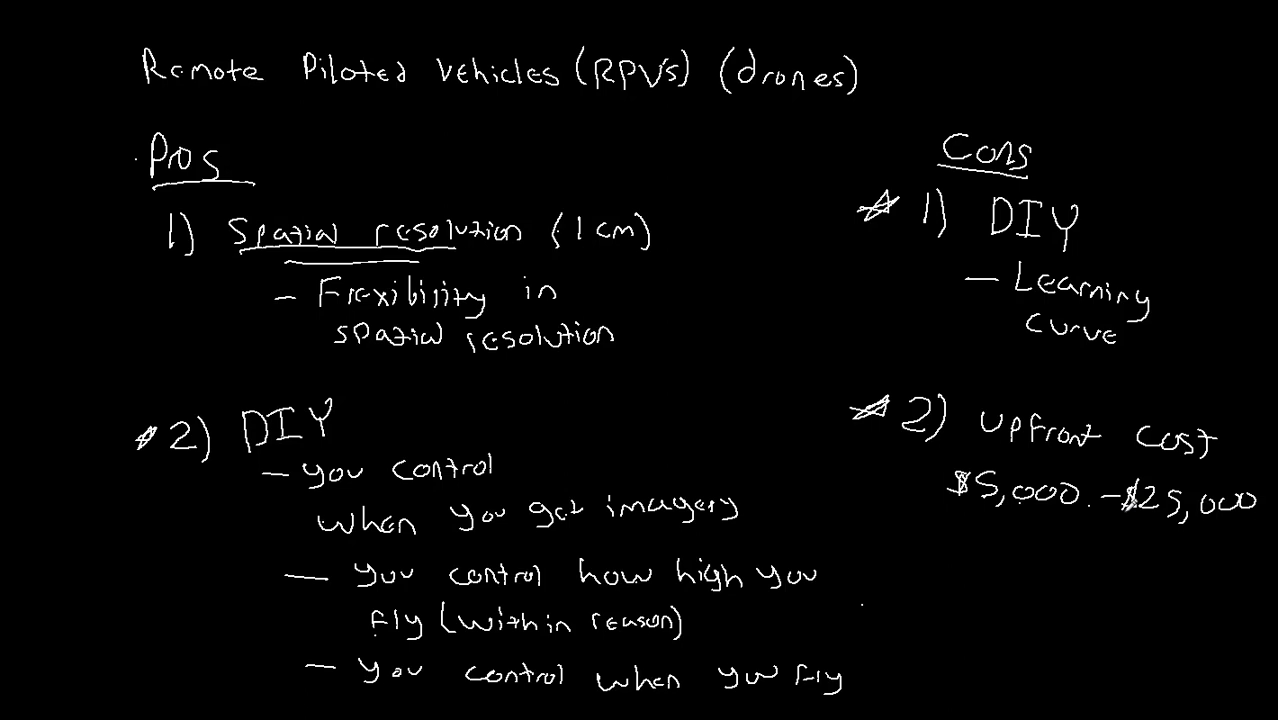 Remote Piloted Vehicles (RPVs) (drones)
Pros
1) Spatial resolution (1 cm)
- Flexibility in
spatial resolution
2) DIY
- you control
when you get imagery
- you control how high you
fly (within reason)
- you control when you fly
Cons
1) DIY
- Learning
curve
2) upfront cost
$5,000 - $25,000